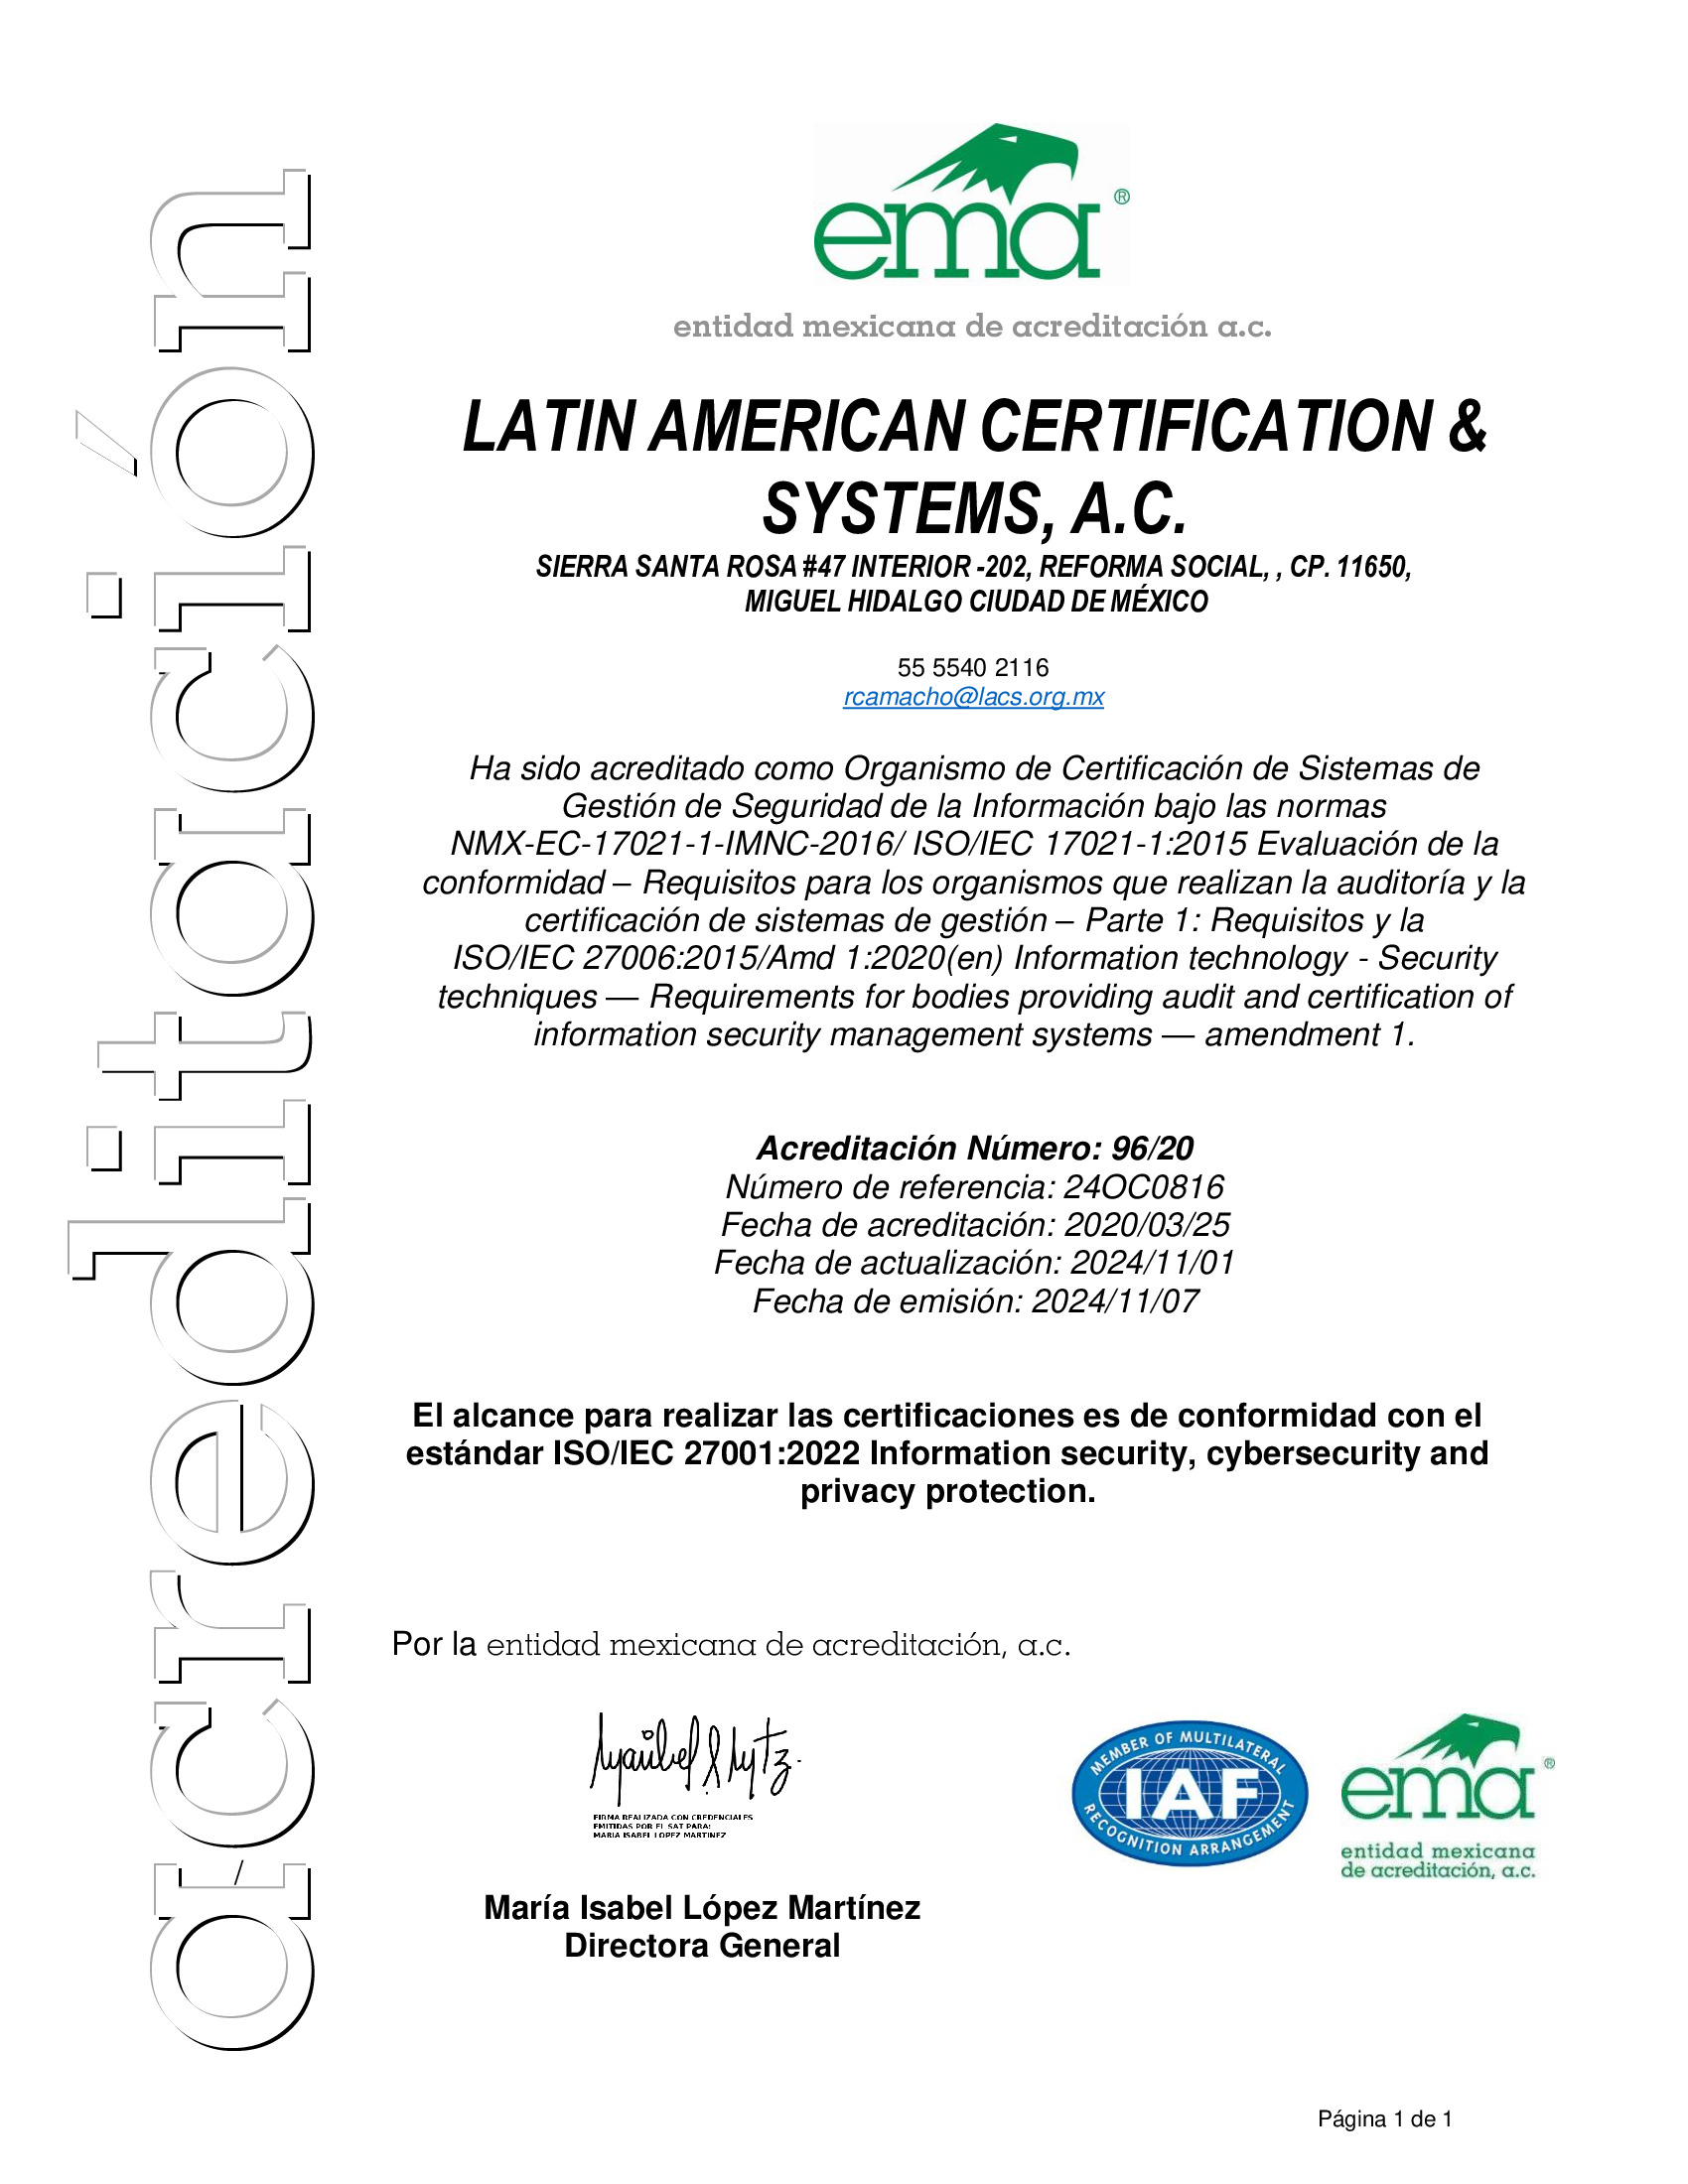 acreditación
ema®
entidad mexicana de acreditación a.c.
LATIN AMERICAN CERTIFICATION &
SYSTEMS, A.C.
SIERRA SANTA ROSA #47 INTERIOR -202, REFORMA SOCIAL, , CP. 11650,
MIGUEL HIDALGO CIUDAD DE MÉXICO
55 5540 2116
rcamacho@lacs.org.mx
Ha sido acreditado como Organismo de Certificación de Sistemas de
Gestión de Seguridad de la Información bajo las normas
NMX-EC-17021-1-IMNC-2016/ ISO/IEC 17021-1:2015 Evaluación de la
conformidad – Requisitos para los organismos que realizan la auditoría y la
certificación de sistemas de gestión – Parte 1: Requisitos y la
ISO/IEC 27006:2015/Amd 1:2020(en) Information technology - Security
techniques — Requirements for bodies providing audit and certification of
information security management systems — amendment 1.
Acreditación Número: 96/20
Número de referencia: 24OC0816
Fecha de acreditación: 2020/03/25
Fecha de actualización: 2024/11/01
Fecha de emisión: 2024/11/07
El alcance para realizar las certificaciones es de conformidad con el
estándar ISO/IEC 27001:2022 Information security, cybersecurity and
privacy protection.
Por la entidad mexicana de acreditación, a.c.
FIRMA REALIZADA CON CREDENCIALES
EMITIDAS POR EL SAT PARA:
MARIA ISABEL LOPEZ MARTINEZ
MEMBER OF MULTILATERAL
IAF
RECOGNITION ARRANGEMENT
ema®
entidad mexicana
de acreditación, a.c.
María Isabel López Martínez
Directora General
Página 1 de 1